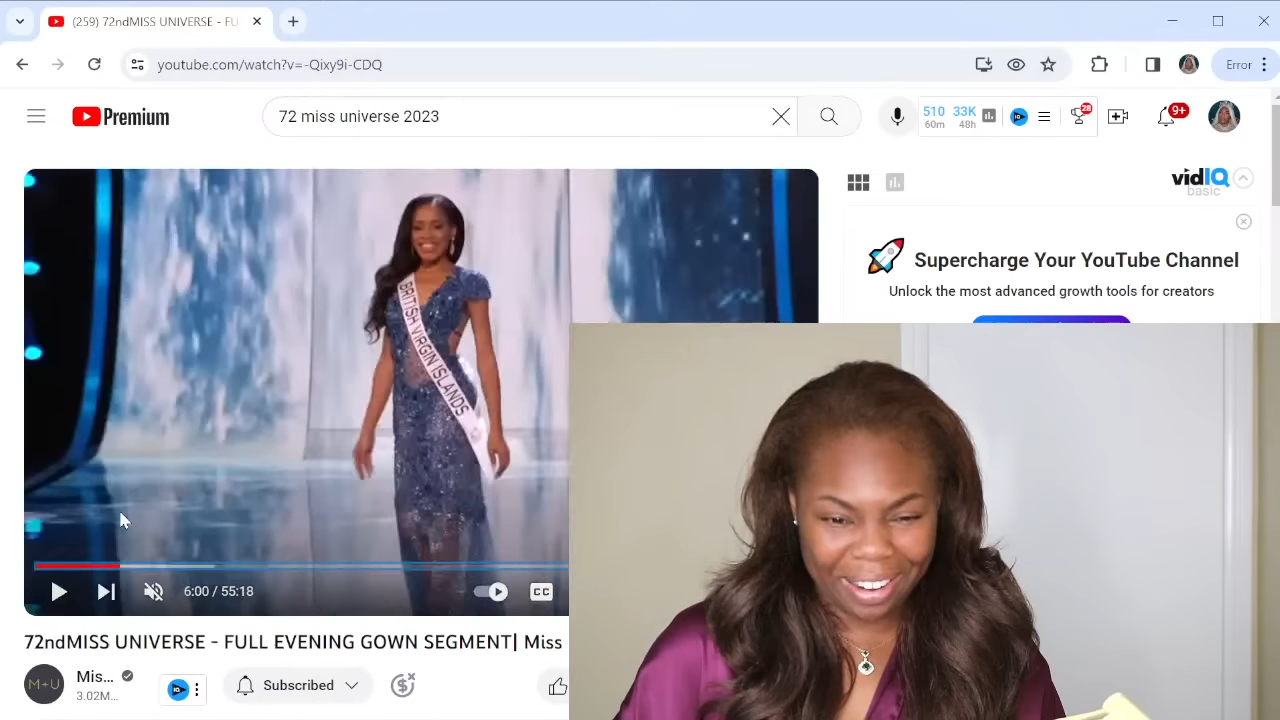 (259) 72ndMISS UNIVERSE - FU
youtube.com/watch?v=-Qixy9i-CDQ
Error
Premium
72 miss universe 2023
510 33K
60m 48h
28
9+
vidIQ
basic
BRITISH VIRGIN ISLANDS
Supercharge Your YouTube Channel
Unlock the most advanced growth tools for creators
6:00 / 55:18
CC
72ndMISS UNIVERSE - FULL EVENING GOWN SEGMENT| Miss
M+U
Mis...
3.02M...
Subscribed